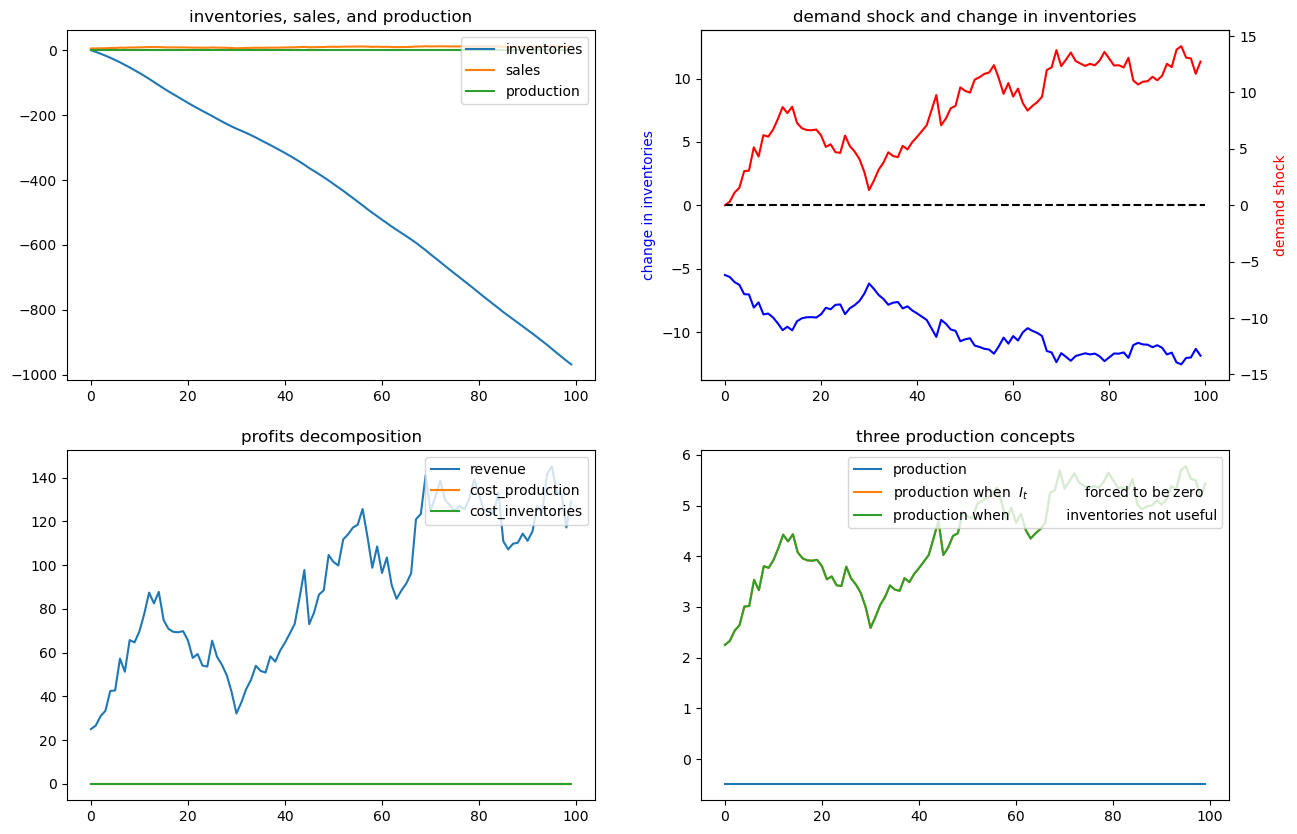 inventories, sales, and production
0
−200
−400
−600
−800
−1000
0 20 40 60 80 100
inventories
sales
production
demand shock and change in inventories
change in inventories
10
5
0
−5
−10
0 20 40 60 80 100
15
10
5
0
−5
−10
−15
demand shock
profits decomposition
140
120
100
80
60
40
20
0
0 20 40 60 80 100
revenue
cost_production
cost_inventories
three production concepts
6
5
4
3
2
1
0
0 20 40 60 80 100
production
production when I_t forced to be zero
production when inventories not useful